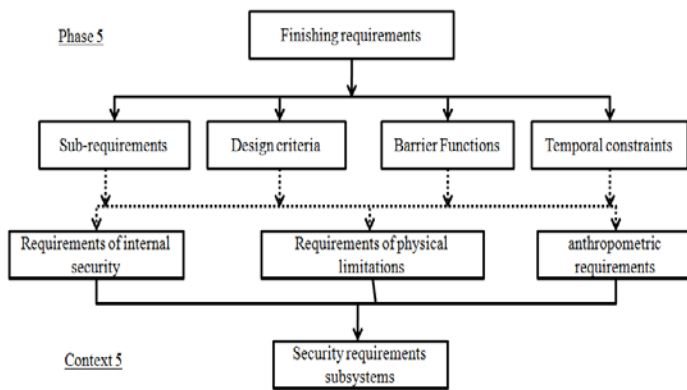 Phase 5
Finishing requirements
Sub-requirements
Design criteria
Barrier Functions
Temporal constraints
Requirements of internal
security
Requirements of physical
limitations
anthropometric
requirements
Security requirements
subsystems
Context 5